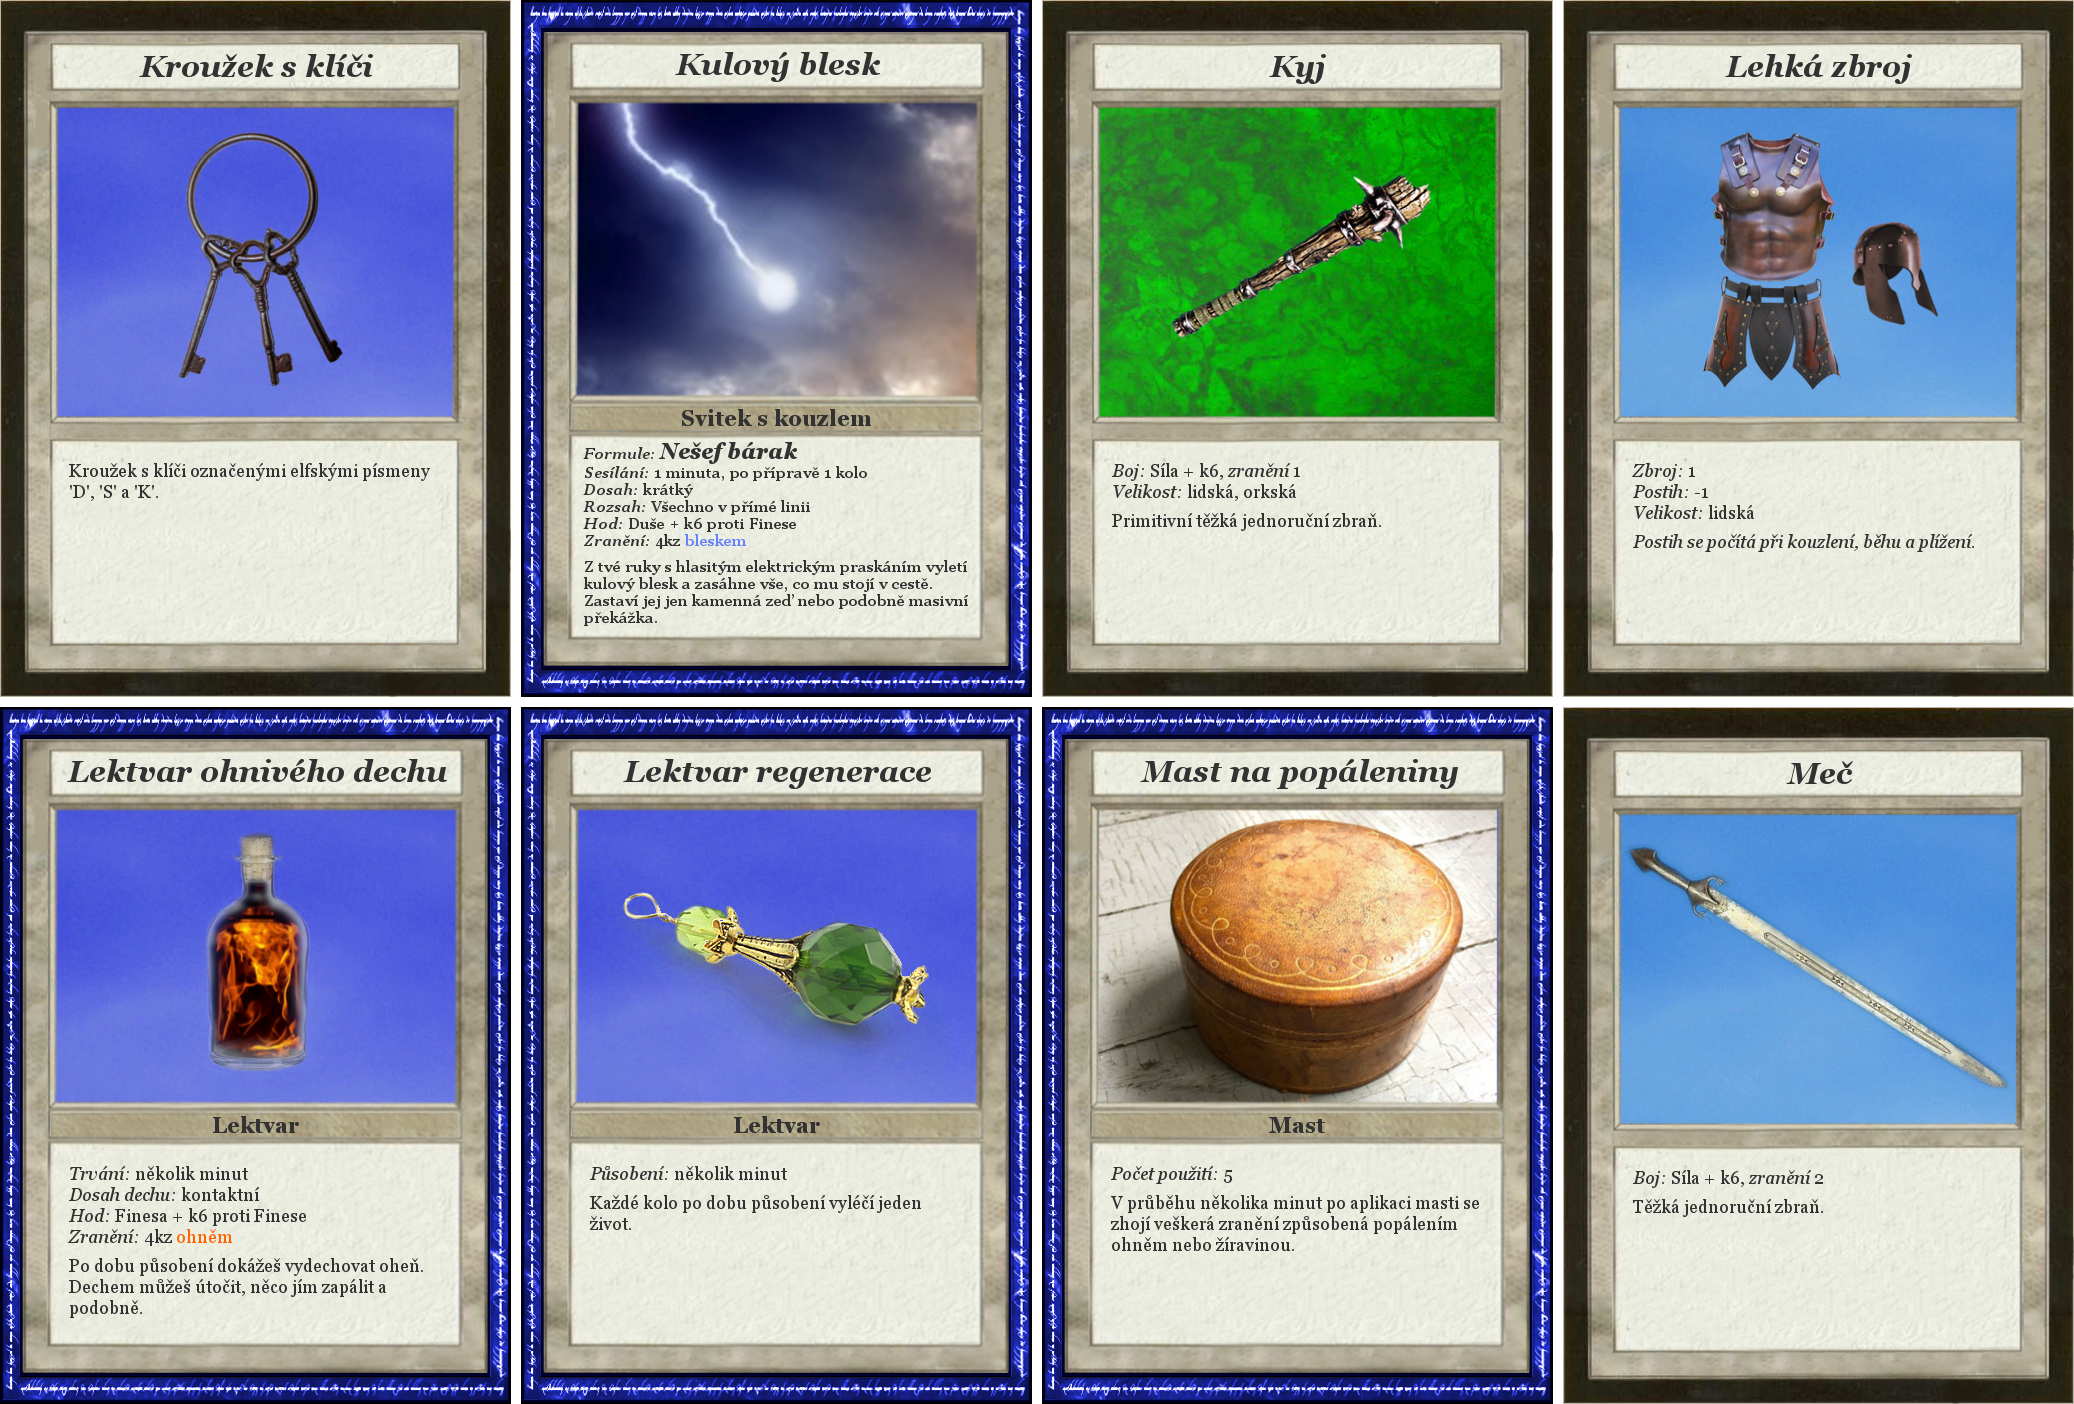 Kroužek s klíči
Kroužek s klíči označenými elfskými písmeny
'D', 'S' a 'K'.
Kulový blesk
Svitek s kouzlem
Formule: Nešef bárak
Sesílání: 1 minuta, po přípravě 1 kolo
Dosah: krátký
Rozsah: Všechno v přímé linii
Hod: Duše + k6 proti Finese
Zranění: 4kz bleskem
Z tvé ruky s hlasitým elektrickým praskáním vyletí
kulový blesk a zasáhne vše, co mu stojí v cestě.
Zastaví jej jen kamenná zeď nebo podobně masivní
překážka.
Kyj
Boj: Síla + k6, zranění 1
Velikost: lidská, orkská
Primitivní těžká jednoruční zbraň.
Lehká zbroj
Zbroj: 1
Postih: -1
Velikost: lidská
Postih se počítá při kouzlení, běhu a plížení.
Lektvar ohnivého dechu
Lektvar
Trvání: několik minut
Dosah dechu: kontaktní
Hod: Finesa + k6 proti Finese
Zranění: 4kz ohněm
Po dobu působení dokážeš vydechovat oheň.
Dechem můžeš útočit, něco jím zapálit a
podobně.
Lektvar regenerace
Lektvar
Působení: několik minut
Každé kolo po dobu působení vyléčí jeden
život.
Mast na popáleniny
Mast
Počet použití: 5
V průběhu několika minut po aplikaci masti se
zhojí veškerá zranění způsobená popálením
ohněm nebo žíravinou.
Meč
Boj: Síla + k6, zranění 2
Těžká jednoruční zbraň.